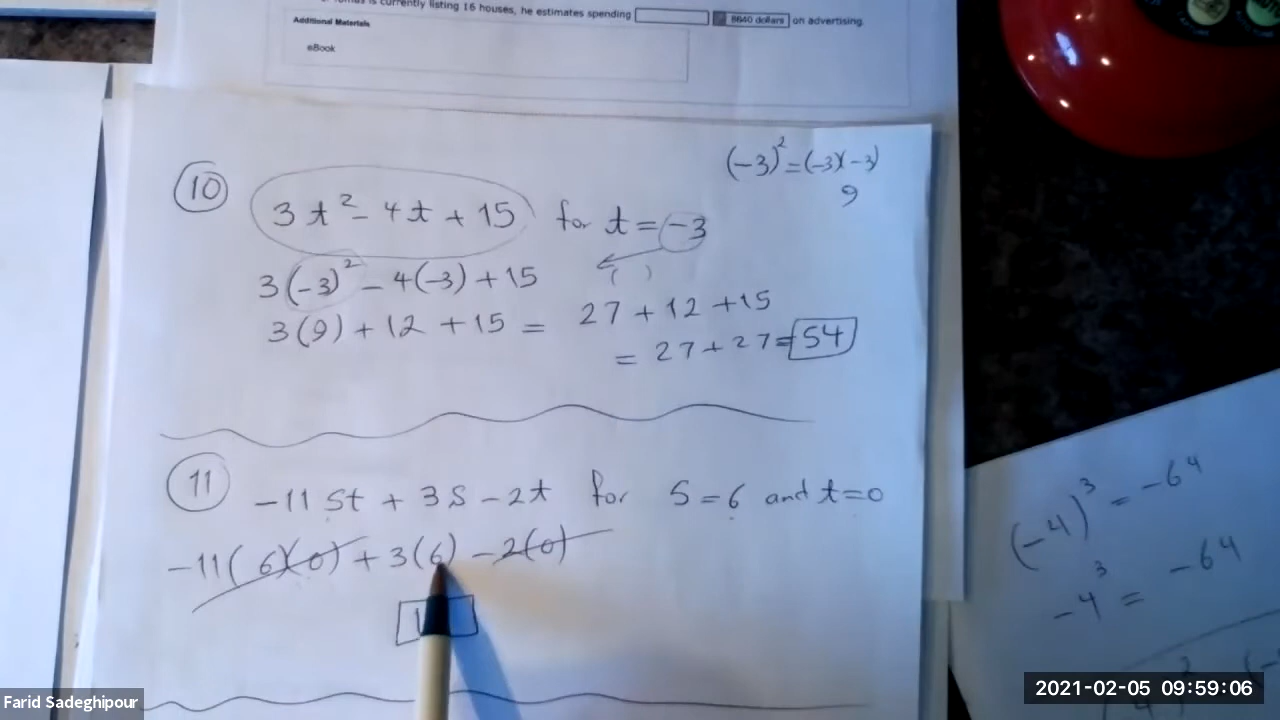 is currently listing 16 houses, he estimates spending 8640 dollars on advertising.
Additional Materials
eBook
(-3)²=(-3)(-3)
9
10 3t²-4t+15 for t=-3
3(-3)²-4(-3)+15 ( )
3(9)+12+15= 27+12+15
=27+27=54
11 -11st+3s-2t for s=6 and t=0
-11(6)(0)+3(6)-2(0)
(-4)³=-64
-4³=-64
Farid Sadeghipour
2021-02-05 09:59:06